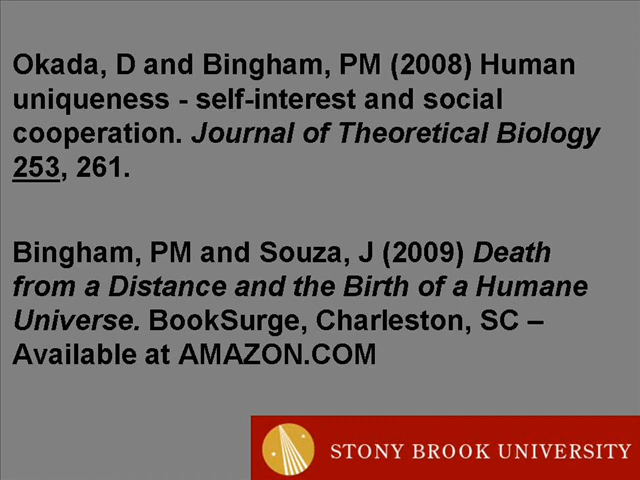 Okada, D and Bingham, PM (2008) Human
uniqueness - self-interest and social
cooperation. Journal of Theoretical Biology
253, 261.
Bingham, PM and Souza, J (2009) Death
from a Distance and the Birth of a Humane
Universe. BookSurge, Charleston, SC –
Available at AMAZON.COM
STONY BROOK UNIVERSITY